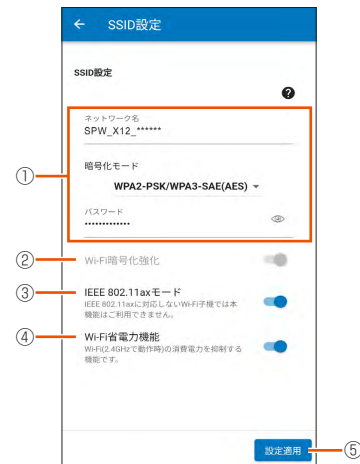 ← SSID設定
SSID設定
?
ネットワーク名
SPW_X12_******
①
暗号化モード
WPA2-PSK/WPA3-SAE(AES)
パスワード
•••••••••••••
② Wi-Fi暗号化強化
③ IEEE 802.11axモード
IEEE 802.11axに対応しないWi-Fi子機では本
機能はご利用できません。
④ Wi-Fi省電力機能
Wi-Fi(2.4GHzで動作時)の消費電力を抑制する
機能です。
設定適用 ⑤